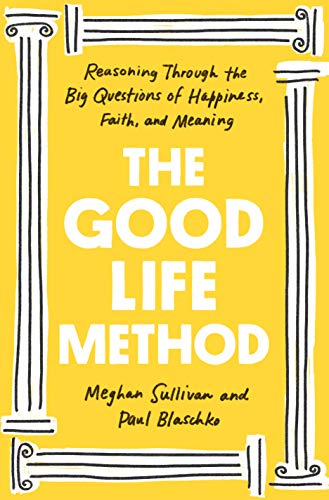 Reasoning Through the
Big Questions of Happiness,
Faith, and Meaning
THE
GOOD
LIFE
METHOD
Meghan Sullivan and
Paul Blaschko